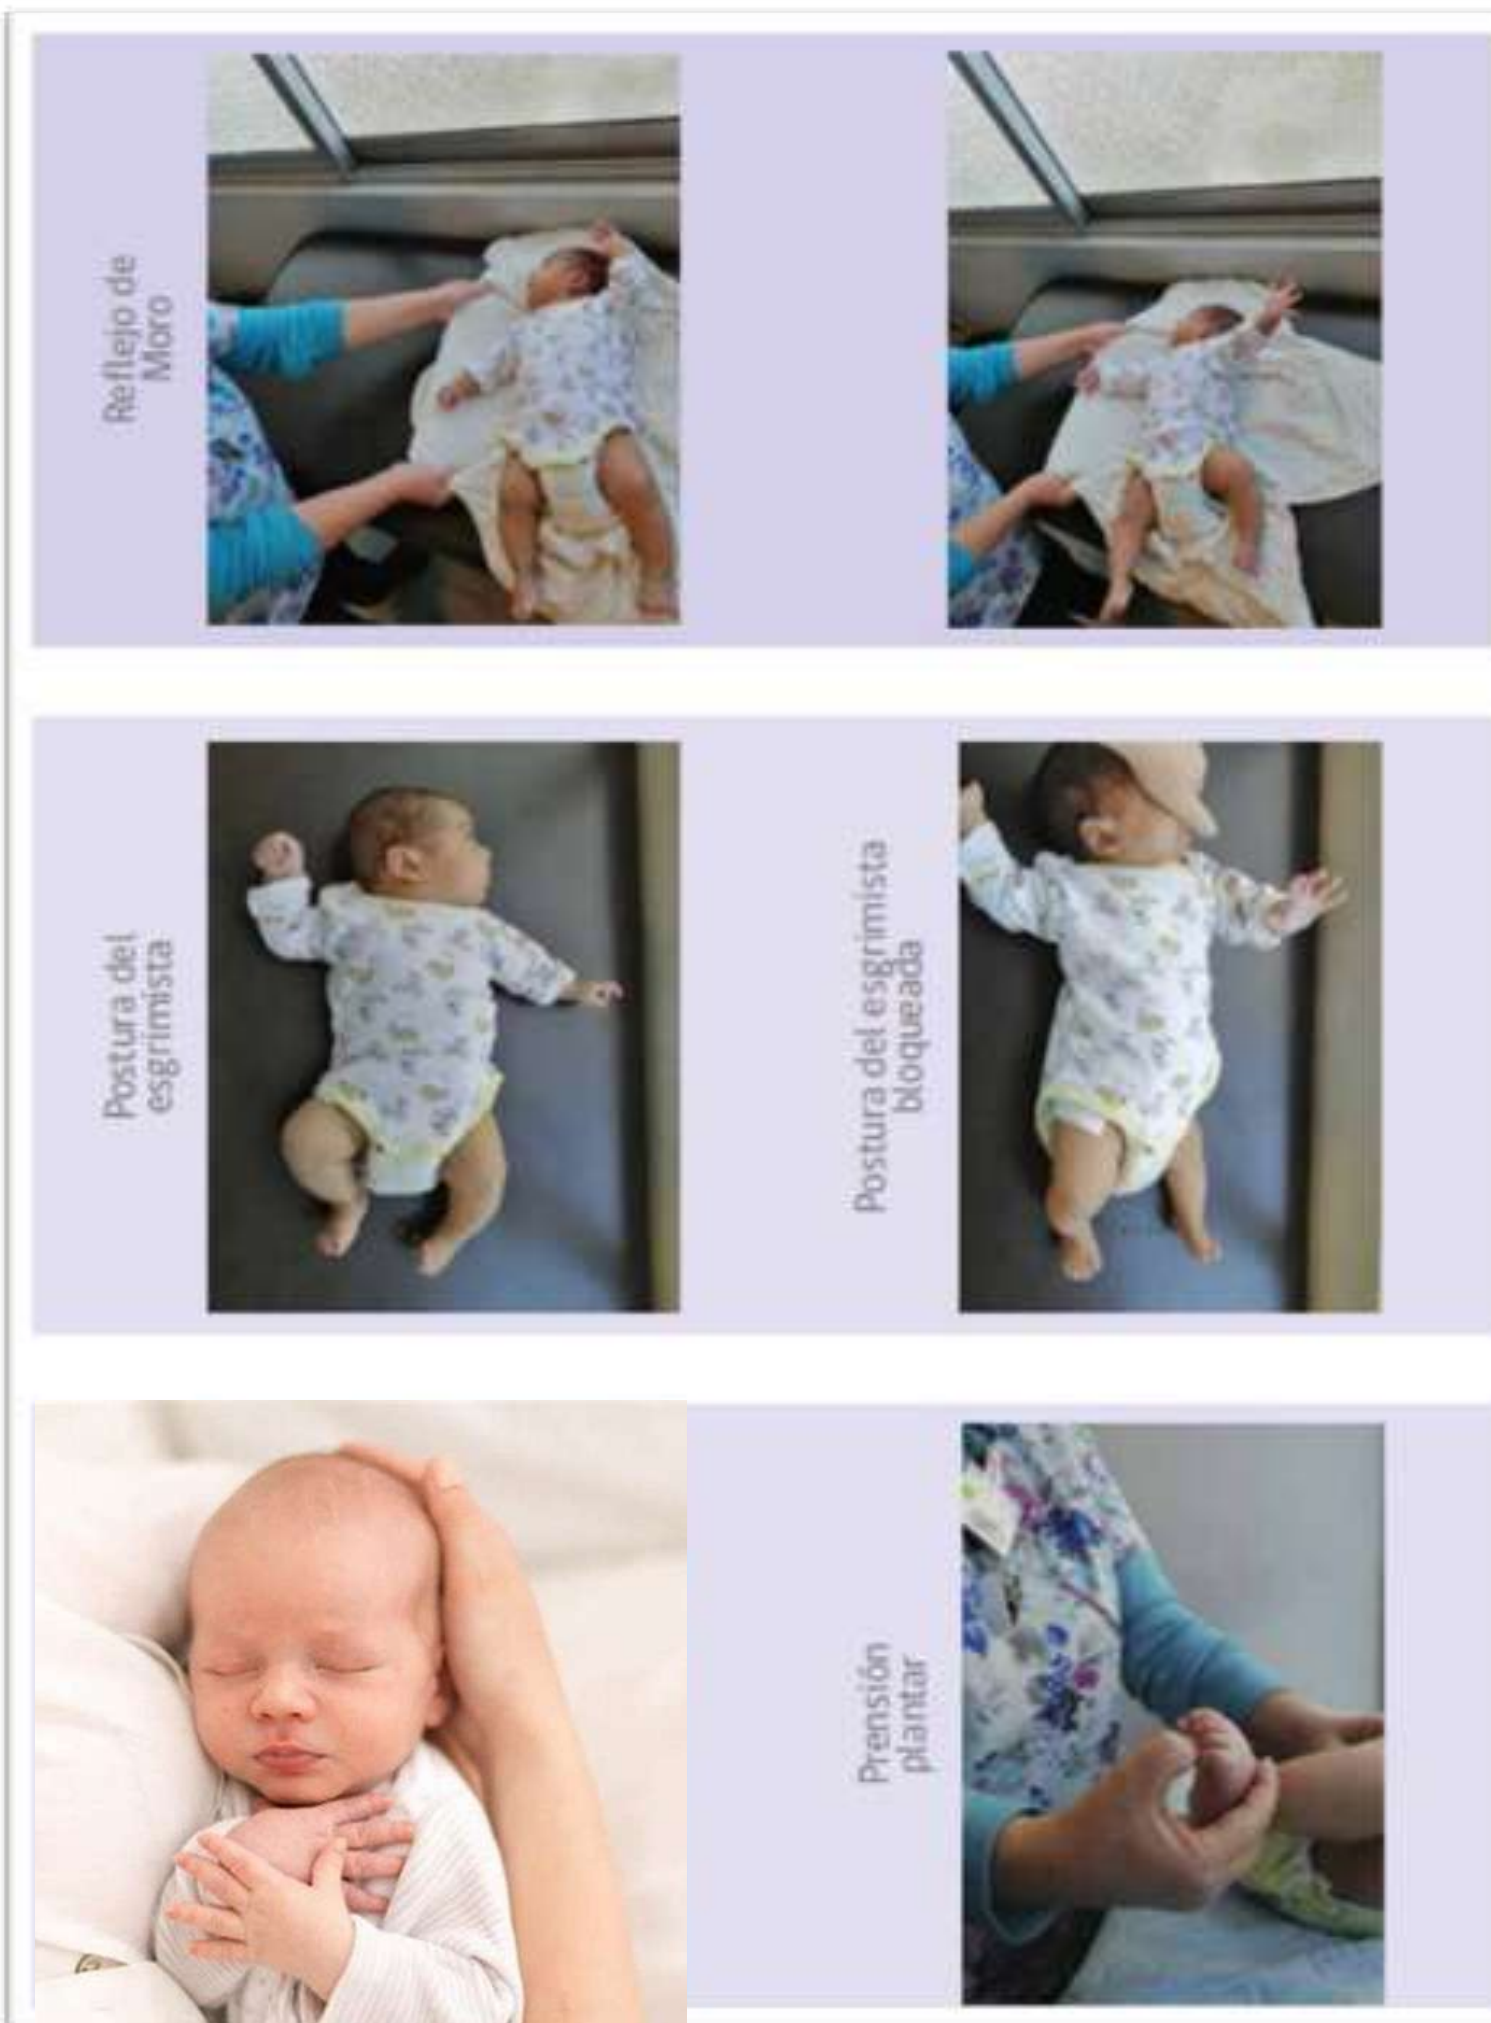 Reflejo de
Moro
Postura del
esgrimista
Postura del esgrimista
bloqueada
Prensión
plantar